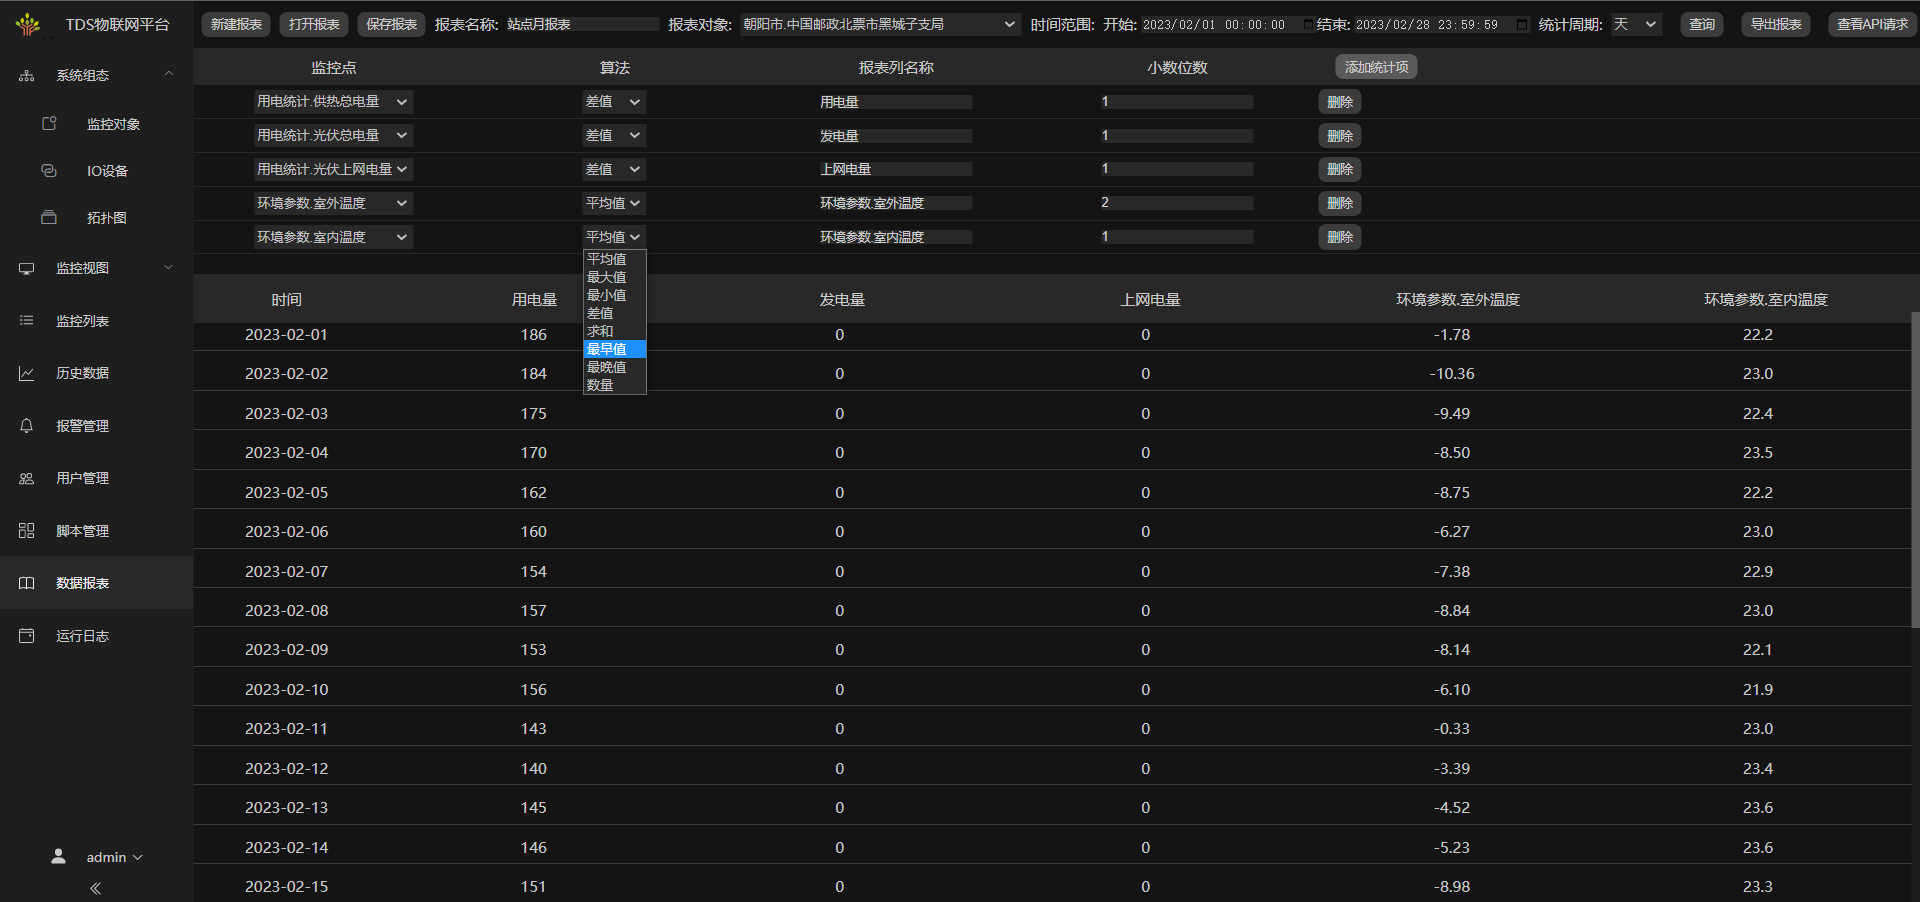 TDS物联网平台
系统组态
监控对象
IO设备
拓扑图
监控视图
监控列表
历史数据
报警管理
用户管理
脚本管理
数据报表
运行日志
admin
新建报表 打开报表 保存报表 报表名称: 站点月报表 报表对象: 朝阳市.中国邮政北票市黑城子支局 时间范围: 开始: 2023/02/01 00:00:00 结束: 2023/02/28 23:59:59 统计周期: 天 查询 导出报表 查看API请求
监控点 算法 报表列名称 小数位数 添加统计项
用电统计.供热总电量 差值 用电量 1 删除
用电统计.光伏总电量 差值 发电量 1 删除
用电统计.光伏上网电量 差值 上网电量 1 删除
环境参数.室外温度 平均值 环境参数.室外温度 2 删除
环境参数.室内温度 平均值 环境参数.室内温度 1 删除
平均值
最大值
最小值
差值
求和
最早值
最晚值
数量
时间 用电量 发电量 上网电量 环境参数.室外温度 环境参数.室内温度
2023-02-01 186 0 0 -1.78 22.2
2023-02-02 184 0 0 -10.36 23.0
2023-02-03 175 0 0 -9.49 22.4
2023-02-04 170 0 0 -8.50 23.5
2023-02-05 162 0 0 -8.75 22.2
2023-02-06 160 0 0 -6.27 23.0
2023-02-07 154 0 0 -7.38 22.9
2023-02-08 157 0 0 -8.84 23.0
2023-02-09 153 0 0 -8.14 22.1
2023-02-10 156 0 0 -6.10 21.9
2023-02-11 143 0 0 -0.33 23.0
2023-02-12 140 0 0 -3.39 23.4
2023-02-13 145 0 0 -4.52 23.6
2023-02-14 146 0 0 -5.23 23.6
2023-02-15 151 0 0 -8.98 23.3